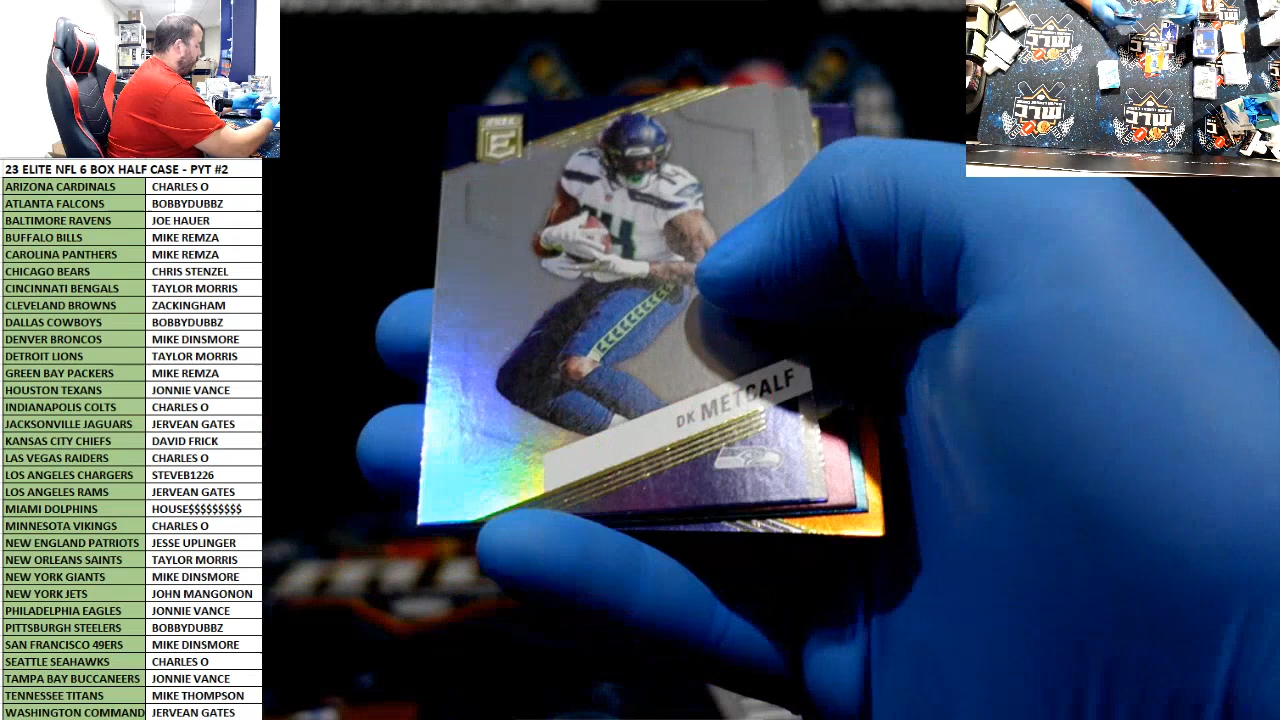 23 ELITE NFL 6 BOX HALF CASE - PYT #2
ARIZONA CARDINALS CHARLES O
ATLANTA FALCONS BOBBYDUBBZ
BALTIMORE RAVENS JOE HAUER
BUFFALO BILLS MIKE REMZA
CAROLINA PANTHERS MIKE REMZA
CHICAGO BEARS CHRIS STENZEL
CINCINNATI BENGALS TAYLOR MORRIS
CLEVELAND BROWNS ZACKINGHAM
DALLAS COWBOYS BOBBYDUBBZ
DENVER BRONCOS MIKE DINSMORE
DETROIT LIONS TAYLOR MORRIS
GREEN BAY PACKERS MIKE REMZA
HOUSTON TEXANS JONNIE VANCE
INDIANAPOLIS COLTS CHARLES O
JACKSONVILLE JAGUARS JERVEAN GATES
KANSAS CITY CHIEFS DAVID FRICK
LAS VEGAS RAIDERS CHARLES O
LOS ANGELES CHARGERS STEVEB1226
LOS ANGELES RAMS JERVEAN GATES
MIAMI DOLPHINS HOUSE$$$$$$$$$
MINNESOTA VIKINGS CHARLES O
NEW ENGLAND PATRIOTS JESSE UPLINGER
NEW ORLEANS SAINTS TAYLOR MORRIS
NEW YORK GIANTS MIKE DINSMORE
NEW YORK JETS JOHN MANGONON
PHILADELPHIA EAGLES JONNIE VANCE
PITTSBURGH STEELERS BOBBYDUBBZ
SAN FRANCISCO 49ERS MIKE DINSMORE
SEATTLE SEAHAWKS CHARLES O
TAMPA BAY BUCCANEERS JONNIE VANCE
TENNESSEE TITANS MIKE THOMPSON
WASHINGTON COMMAND JERVEAN GATES
E
14
DK METCALF